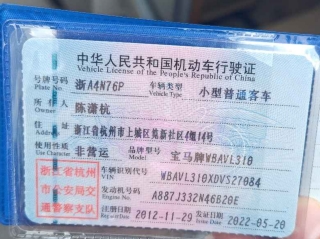 中华人民共和国机动车行驶证
Vehicle License of the People's Republic of China
号牌号码 浙A4N76P 车辆类型 小型普通客车
Plate No. Vehicle Type
所有人 陈潇杭
Owner
住址 浙江省杭州市上城区览新社区4幢14号
Address
使用性质 非营运 品牌型号 宝马牌WBAVL310
Use Character Model
浙江省杭州 车辆识别代号 WBAVL310XDVS27084
VIN
市公安局交 发动机号码 A887J332N46B20E
Engine No.
通警察支队 注册日期 2012-11-29 发证日期 2022-05-20
Register Date Issue Date